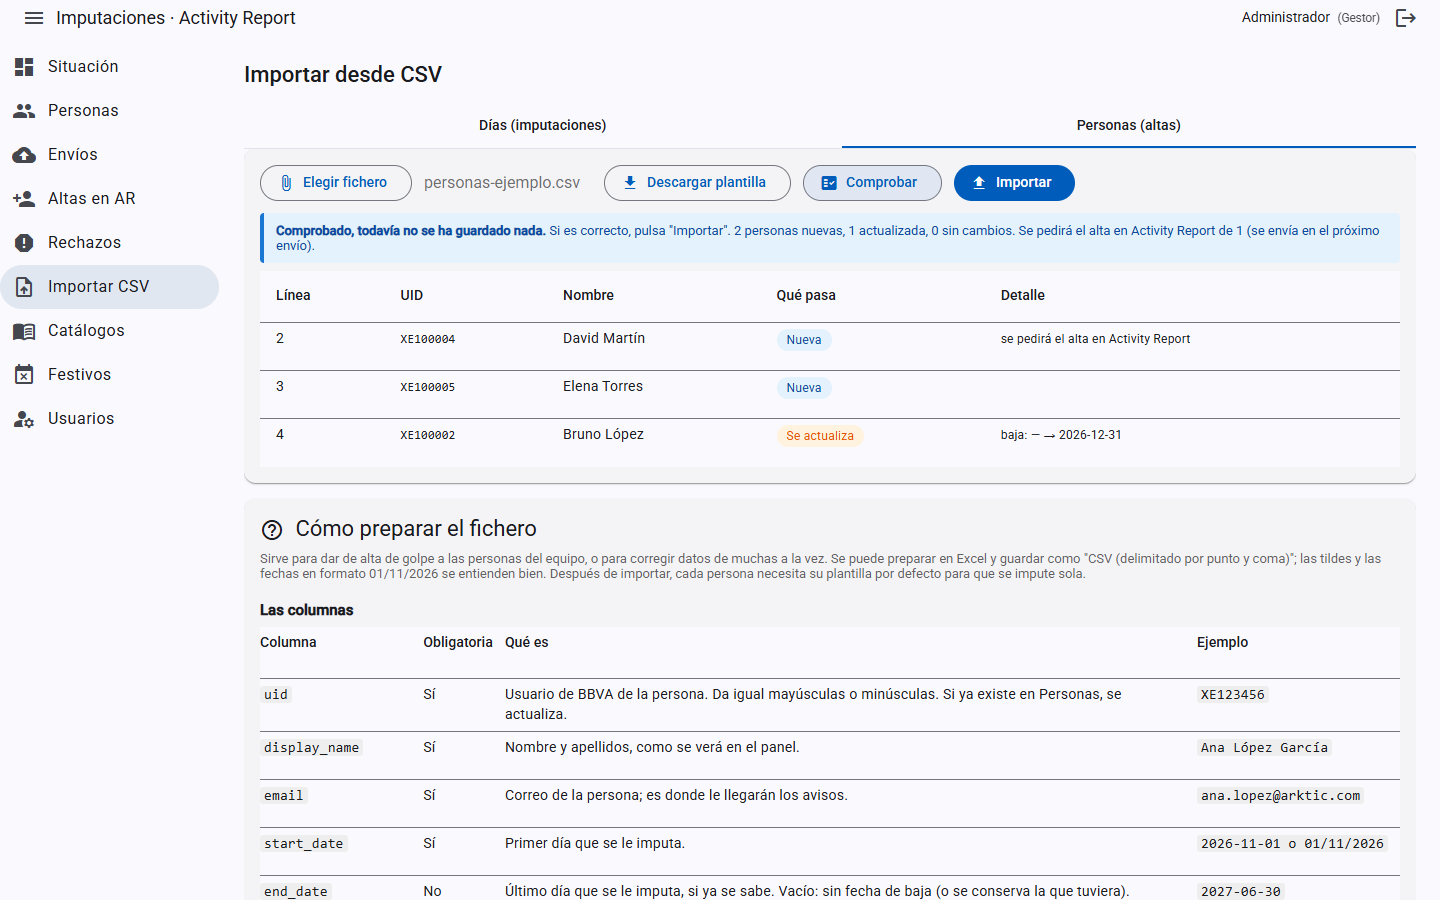 Imputaciones · Activity Report
Administrador (Gestor)
Situación
Personas
Envíos
Altas en AR
Rechazos
Importar CSV
Catálogos
Festivos
Usuarios
Importar desde CSV
Días (imputaciones)
Personas (altas)
Elegir fichero
personas-ejemplo.csv
Descargar plantilla
Comprobar
Importar
Comprobado, todavía no se ha guardado nada. Si es correcto, pulsa "Importar". 2 personas nuevas, 1 actualizada, 0 sin cambios. Se pedirá el alta en Activity Report de 1 (se envía en el próximo
envío).
Línea UID Nombre Qué pasa Detalle
2 XE100004 David Martín Nueva se pedirá el alta en Activity Report
3 XE100005 Elena Torres Nueva
4 XE100002 Bruno López Se actualiza baja: — → 2026-12-31
Cómo preparar el fichero
Sirve para dar de alta de golpe a las personas del equipo, o para corregir datos de muchas a la vez. Se puede preparar en Excel y guardar como "CSV (delimitado por punto y coma)"; las tildes y las
fechas en formato 01/11/2026 se entienden bien. Después de importar, cada persona necesita su plantilla por defecto para que se impute sola.
Las columnas
Columna Obligatoria Qué es Ejemplo
uid Sí Usuario de BBVA de la persona. Da igual mayúsculas o minúsculas. Si ya existe en Personas, se XE123456
actualiza.
display_name Sí Nombre y apellidos, como se verá en el panel. Ana López García
email Sí Correo de la persona; es donde le llegarán los avisos. ana.lopez@arktic.com
start_date Sí Primer día que se le imputa. 2026-11-01 o 01/11/2026
end_date No Último día que se le imputa, si ya se sabe. Vacío: sin fecha de baja (o se conserva la que tuviera). 2027-06-30